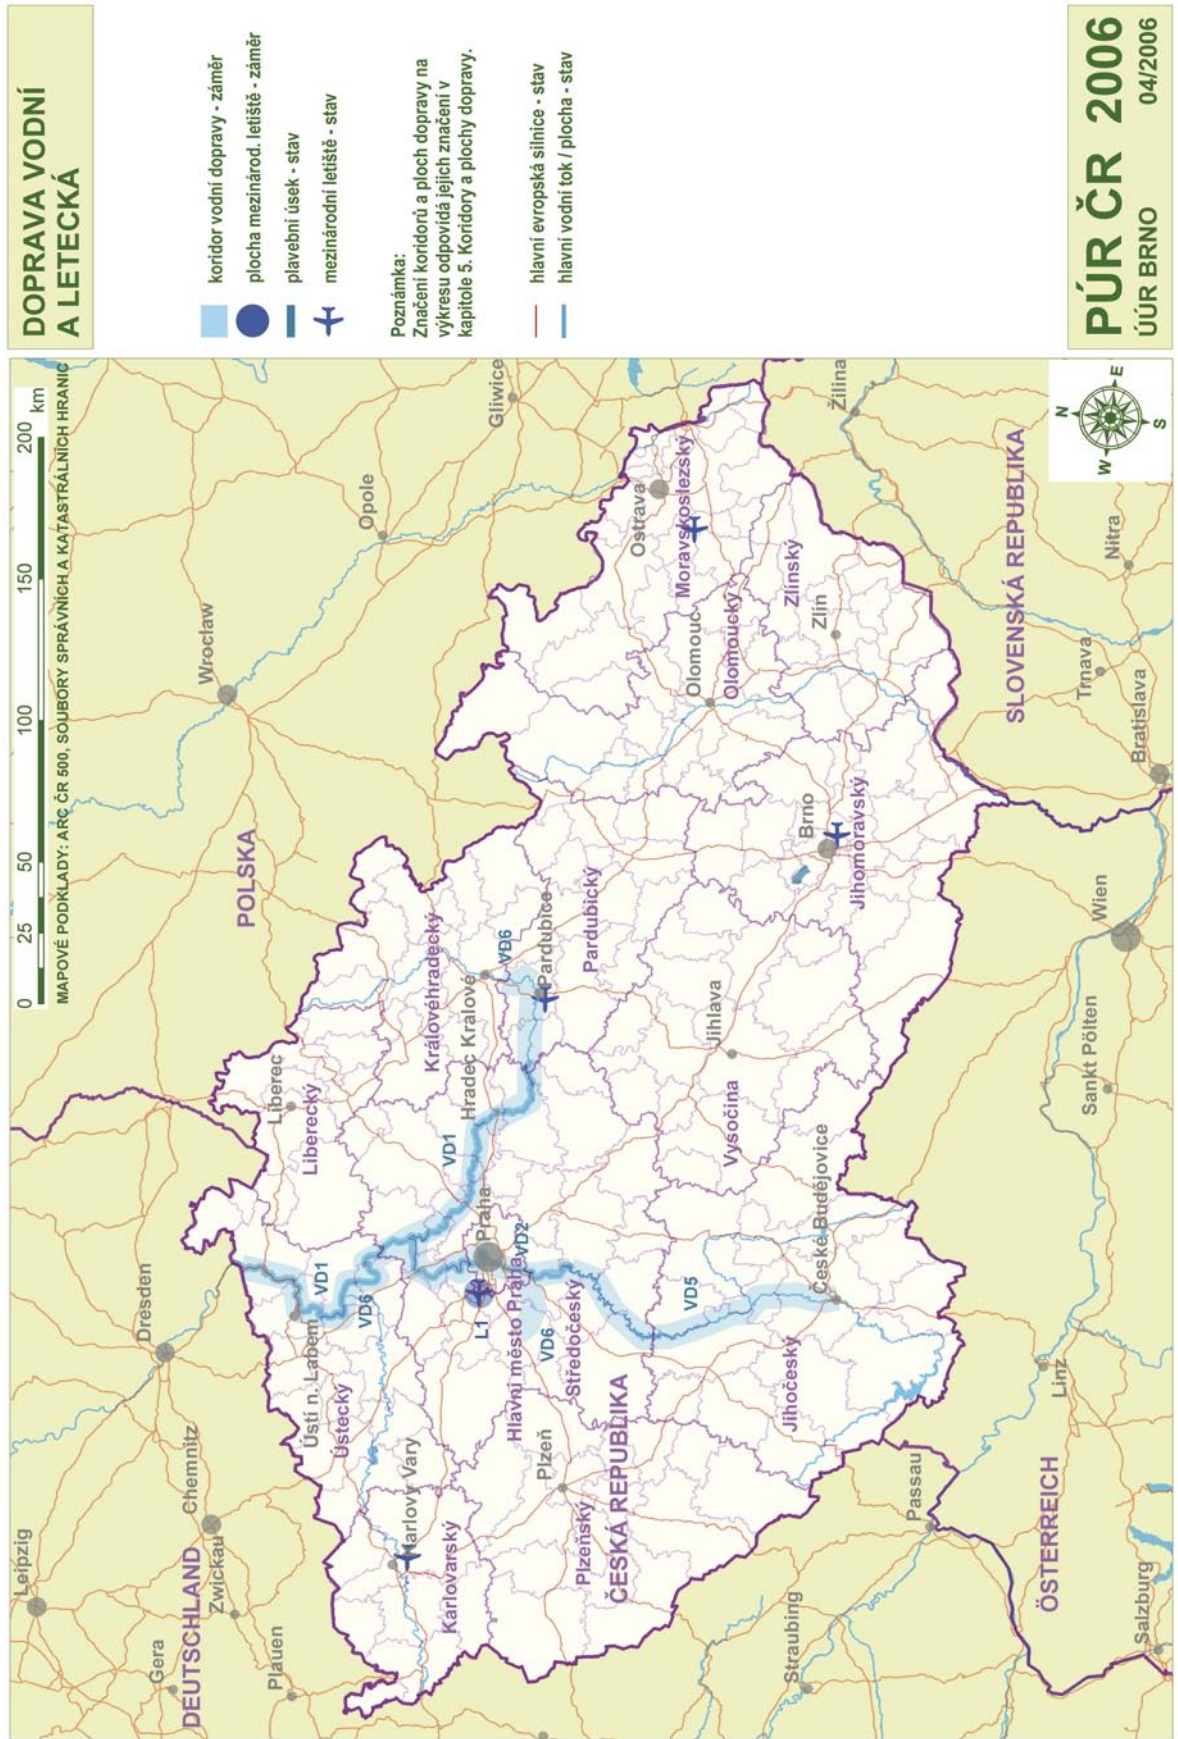 DOPRAVA VODNÍ
A LETECKÁ
koridor vodní dopravy - záměr
plocha mezinárod. letiště - záměr
plavební úsek - stav
mezinárodní letiště - stav
Poznámka:
Značení koridorů a ploch dopravy na
výkresu odpovídá jejich značení v
kapitole 5. Koridory a plochy dopravy.
hlavní evropská silnice - stav
hlavní vodní tok / plocha - stav
PÚR ČR 2006
ÚÚR BRNO 04/2006
0 25 50 100 150 200 km
MAPOVÉ PODKLADY: ARC ČR 500, SOUBORY SPRÁVNÍCH A KATASTRÁLNÍCH HRANIC
N
W
E
S
Leipzig
Gera
DEUTSCHLAND
Zwickau
Chemnitz
Plauen
Dresden
POLSKA
Wrocław
Opole
Gliwice
Liberec
Liberecký
Ústí n. Labem
Ústecký
VD1
VD6
Karlovy Vary
Karlovarský
Královéhradecký
Hradec Králové
VD1
VD6
Pardubice
Pardubický
Praha
L1
Hlavní město Praha
VD2
VD6
Středočeský
Plzeň
Plzeňský
ČESKÁ REPUBLIKA
VD5
Jihočeský
České Budějovice
Vysočina
Jihlava
Brno
Jihomoravský
Olomouc
Olomoucký
Ostrava
Moravskoslezský
Zlínský
Zlín
Žilina
SLOVENSKÁ REPUBLIKA
Nitra
Trnava
Bratislava
Wien
Sankt Pölten
Linz
Passau
Straubing
ÖSTERREICH
Salzburg